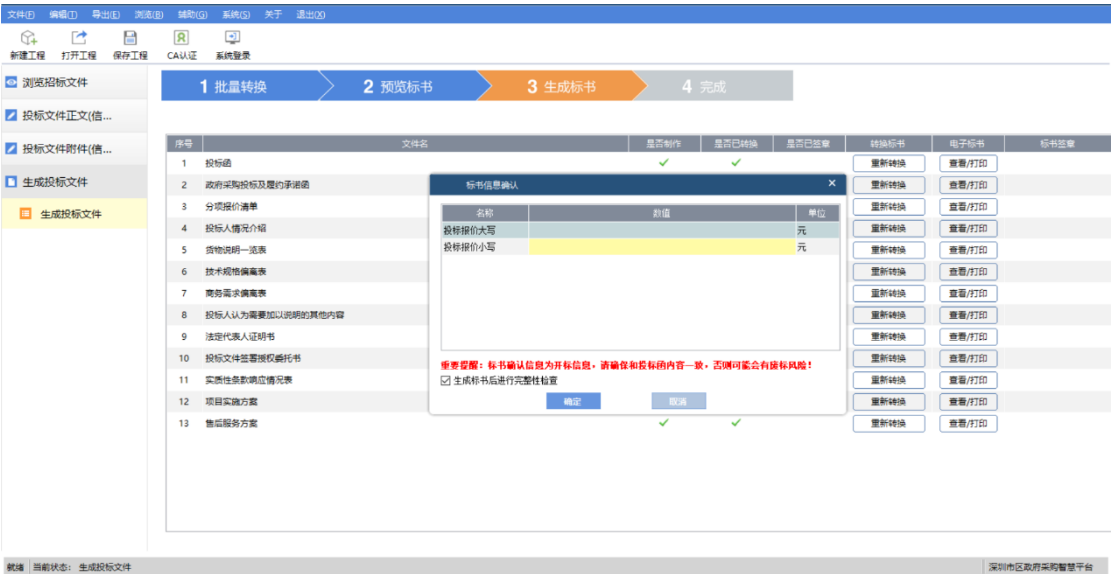 文件(F) 编辑(T) 导出(E) 浏览(B) 辅助(G) 系统(S) 关于 退出(X)
新建工程 打开工程 保存工程 CA认证 系统登录
浏览招标文件
投标文件正文(信...
投标文件附件(信...
生成投标文件
生成投标文件
1 批量转换 2 预览标书 3 生成标书 4 完成
序号 文件名 是否制作 是否已转换 是否已签章 转换标书 电子标书 标书签章
1 投标函 重新转换 查看/打印
2 政府采购投标及履约承诺函 重新转换 查看/打印
3 分项报价清单 重新转换 查看/打印
4 投标人情况介绍 重新转换 查看/打印
5 货物说明一览表 重新转换 查看/打印
6 技术规格偏离表 重新转换 查看/打印
7 商务需求偏离表 重新转换 查看/打印
8 投标人认为需要加以说明的其他内容 重新转换 查看/打印
9 法定代表人证明书 重新转换 查看/打印
10 投标文件签署授权委托书 重新转换 查看/打印
11 实质性条款响应情况表 重新转换 查看/打印
12 项目实施方案 重新转换 查看/打印
13 售后服务方案 重新转换 查看/打印
标书信息确认
名称 数值 单位
投标报价大写 元
投标报价小写 元
重要提醒：标书确认信息为开标信息，请确保和投标函内容一致，否则可能会有废标风险！
生成标书后进行完整性检查
确定 取消
就绪 当前状态: 生成投标文件 深圳市区政府采购智慧平台